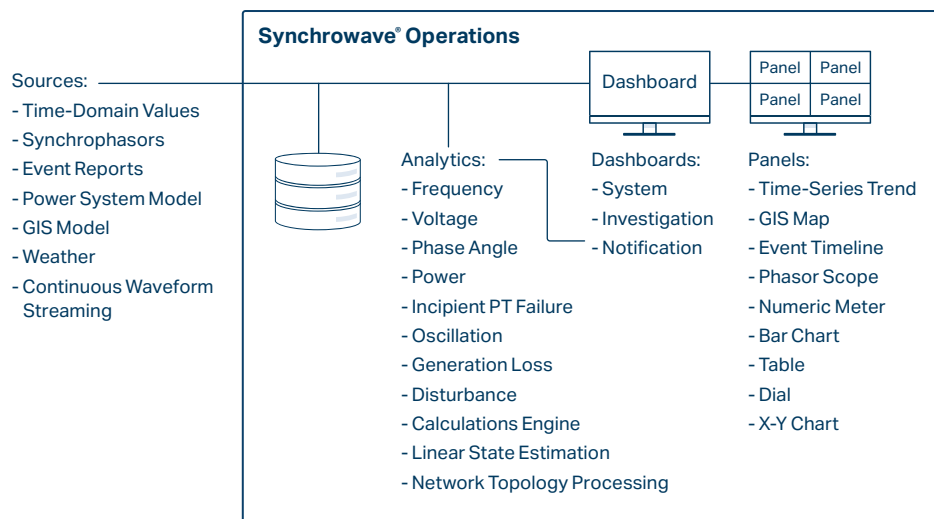 Synchrowave® Operations
Sources:
- Time-Domain Values
- Synchrophasors
- Event Reports
- Power System Model
- GIS Model
- Weather
- Continuous Waveform
Streaming
Analytics:
- Frequency
- Voltage
- Phase Angle
- Power
- Incipient PT Failure
- Oscillation
- Generation Loss
- Disturbance
- Calculations Engine
- Linear State Estimation
- Network Topology Processing
Dashboard
Dashboards:
- System
- Investigation
- Notification
Panel Panel
Panel Panel
Panels:
- Time-Series Trend
- GIS Map
- Event Timeline
- Phasor Scope
- Numeric Meter
- Bar Chart
- Table
- Dial
- X-Y Chart